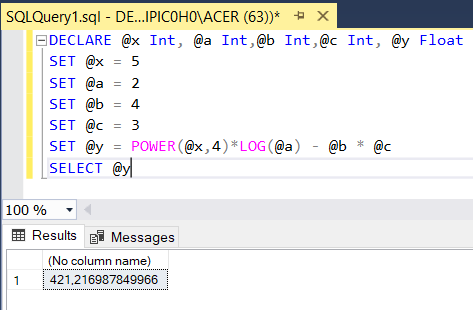 SQLQuery1.sql - DE...IPIC0H0\ACER (63))*
DECLARE @x Int, @a Int,@b Int,@c Int, @y Float
SET @x = 5
SET @a = 2
SET @b = 4
SET @c = 3
SET @y = POWER(@x,4)*LOG(@a) - @b * @c
SELECT @y
100 %
Results Messages
(No column name)
1 421,216987849966